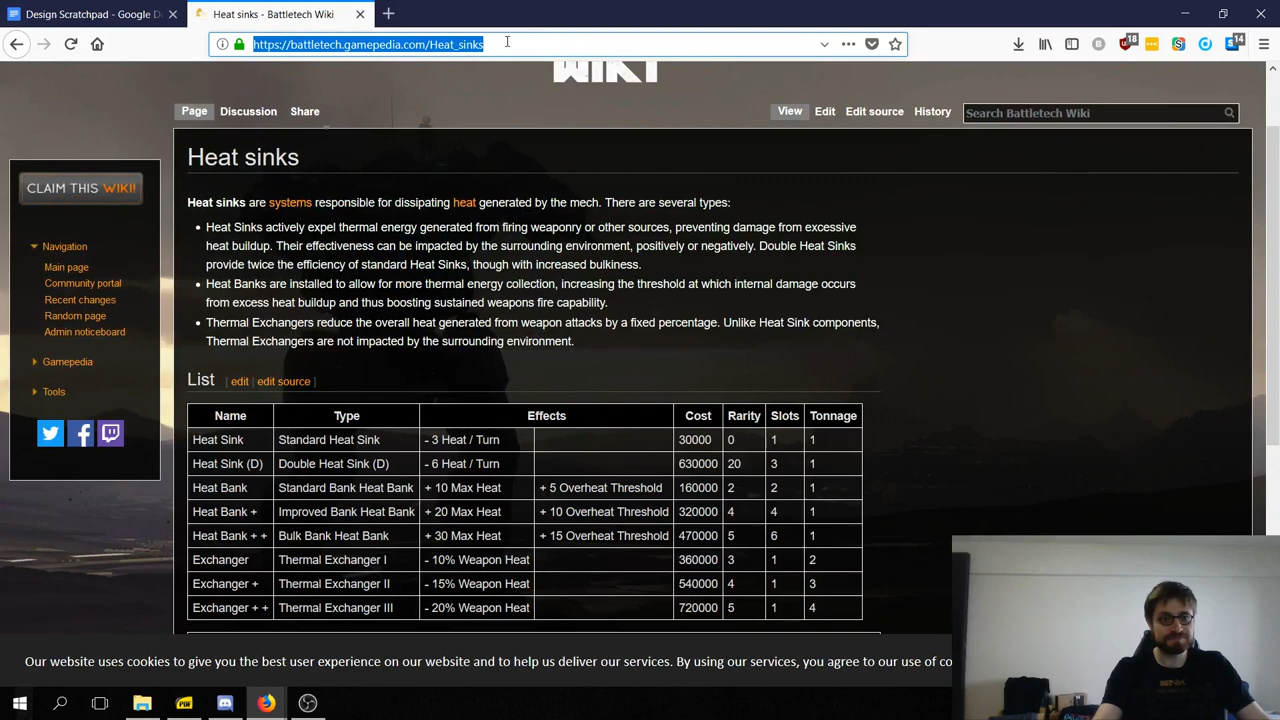 Design Scratchpad - Google D
Heat sinks - Battletech Wiki
https://battletech.gamepedia.com/Heat_sinks
18
14
WIKI
Page Discussion Share
View Edit Edit source History
Search Battletech Wiki
CLAIM THIS WIKI!
Navigation
Main page
Community portal
Recent changes
Random page
Admin noticeboard
Gamepedia
Tools
Heat sinks
Heat sinks are systems responsible for dissipating heat generated by the mech. There are several types:
• Heat Sinks actively expel thermal energy generated from firing weaponry or other sources, preventing damage from excessive
heat buildup. Their effectiveness can be impacted by the surrounding environment, positively or negatively. Double Heat Sinks
provide twice the efficiency of standard Heat Sinks, though with increased bulkiness.
• Heat Banks are installed to allow for more thermal energy collection, increasing the threshold at which internal damage occurs
from excess heat buildup and thus boosting sustained weapons fire capability.
• Thermal Exchangers reduce the overall heat generated from weapon attacks by a fixed percentage. Unlike Heat Sink components,
Thermal Exchangers are not impacted by the surrounding environment.
List [ edit | edit source ]
Name Type Effects Cost Rarity Slots Tonnage
Heat Sink Standard Heat Sink - 3 Heat / Turn 30000 0 1 1
Heat Sink (D) Double Heat Sink (D) - 6 Heat / Turn 630000 20 3 1
Heat Bank Standard Bank Heat Bank + 10 Max Heat + 5 Overheat Threshold 160000 2 2 1
Heat Bank + Improved Bank Heat Bank + 20 Max Heat + 10 Overheat Threshold 320000 4 4 1
Heat Bank + + Bulk Bank Heat Bank + 30 Max Heat + 15 Overheat Threshold 470000 5 6 1
Exchanger Thermal Exchanger I - 10% Weapon Heat 360000 3 1 2
Exchanger + Thermal Exchanger II - 15% Weapon Heat 540000 4 1 3
Exchanger + + Thermal Exchanger III - 20% Weapon Heat 720000 5 1 4
Our website uses cookies to give you the best user experience on our website and to help us deliver our services. By using our services, you agree to our use of co
PDF